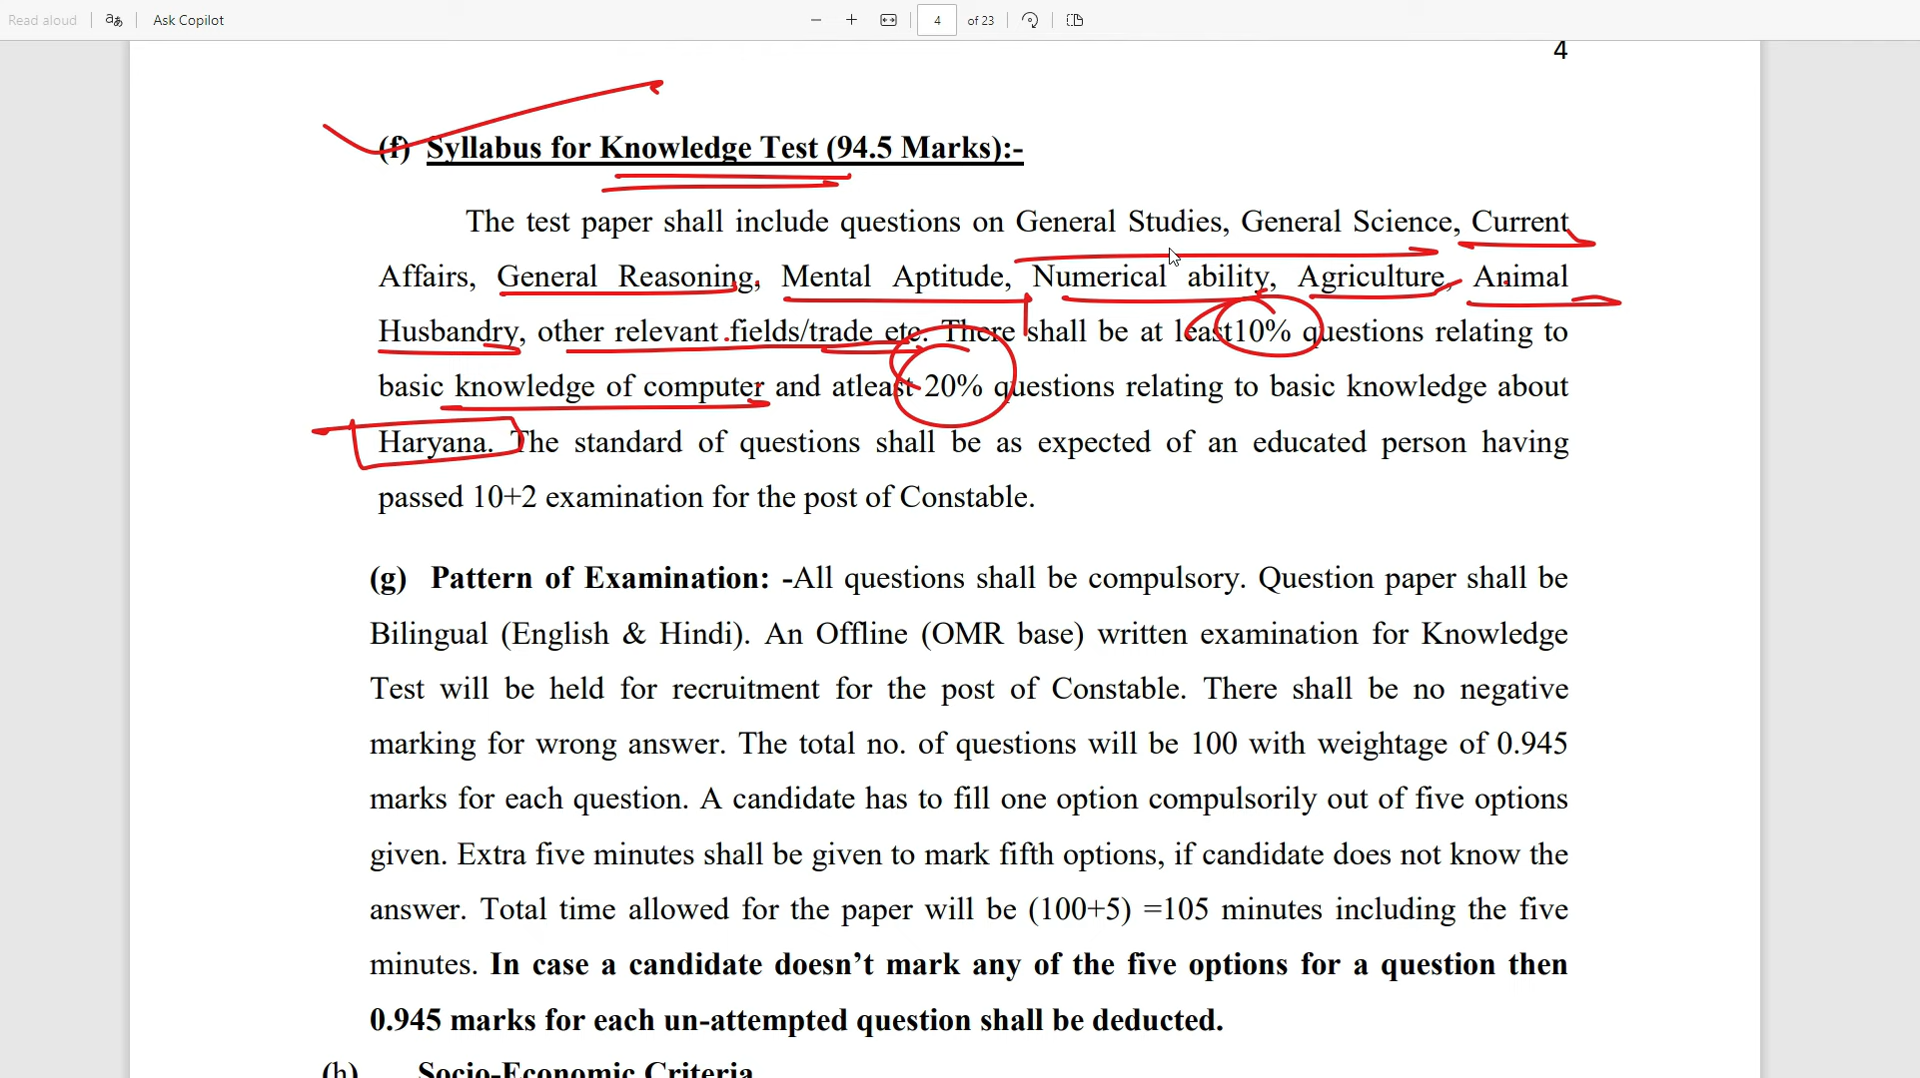 Read aloud
Ask Copilot
4
of 23
4
(f) Syllabus for Knowledge Test (94.5 Marks):-
The test paper shall include questions on General Studies, General Science, Current
Affairs, General Reasoning, Mental Aptitude, Numerical ability, Agriculture, Animal
Husbandry, other relevant fields/trade etc. There shall be at least10% questions relating to
basic knowledge of computer and atleast 20% questions relating to basic knowledge about
Haryana. The standard of questions shall be as expected of an educated person having
passed 10+2 examination for the post of Constable.
(g) Pattern of Examination: -All questions shall be compulsory. Question paper shall be
Bilingual (English & Hindi). An Offline (OMR base) written examination for Knowledge
Test will be held for recruitment for the post of Constable. There shall be no negative
marking for wrong answer. The total no. of questions will be 100 with weightage of 0.945
marks for each question. A candidate has to fill one option compulsorily out of five options
given. Extra five minutes shall be given to mark fifth options, if candidate does not know the
answer. Total time allowed for the paper will be (100+5) =105 minutes including the five
minutes. In case a candidate doesn’t mark any of the five options for a question then
0.945 marks for each un-attempted question shall be deducted.
(h) Socio-Economic Criteria